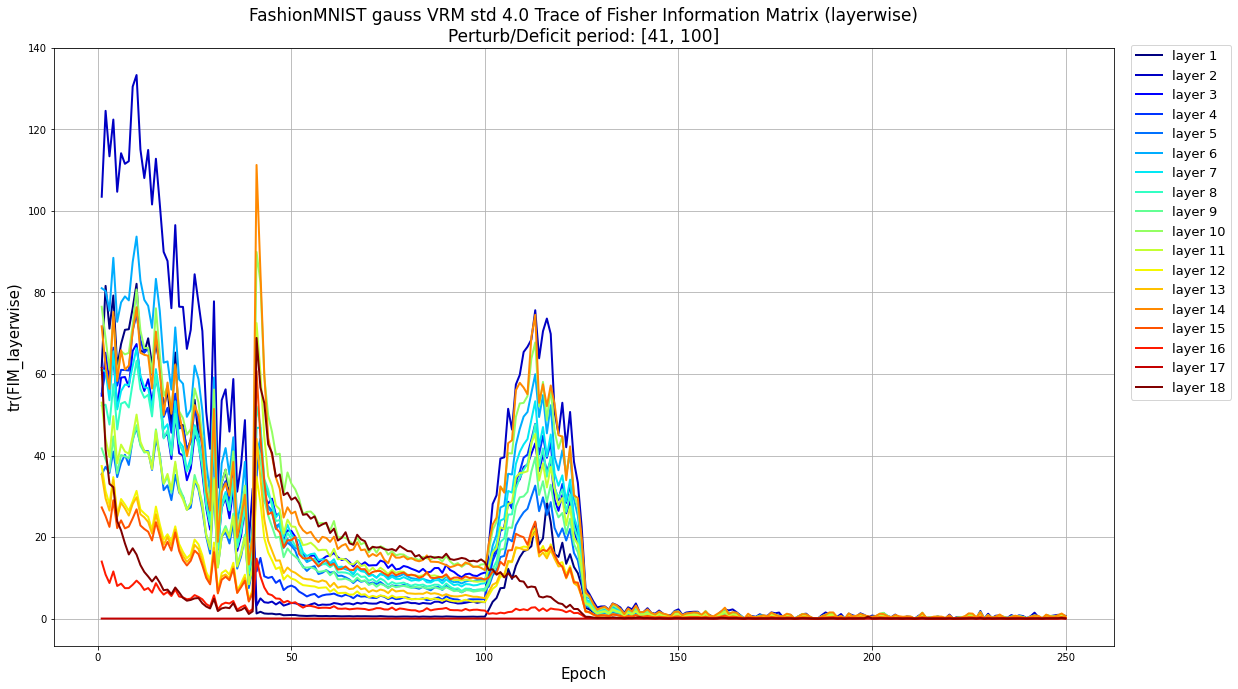 FashionMNIST gauss VRM std 4.0 Trace of Fisher Information Matrix (layerwise)
Perturb/Deficit period: [41, 100]
tr(FIM_layerwise)
140
120
100
80
60
40
20
0
0 50 100 150 200 250
Epoch
layer 1
layer 2
layer 3
layer 4
layer 5
layer 6
layer 7
layer 8
layer 9
layer 10
layer 11
layer 12
layer 13
layer 14
layer 15
layer 16
layer 17
layer 18